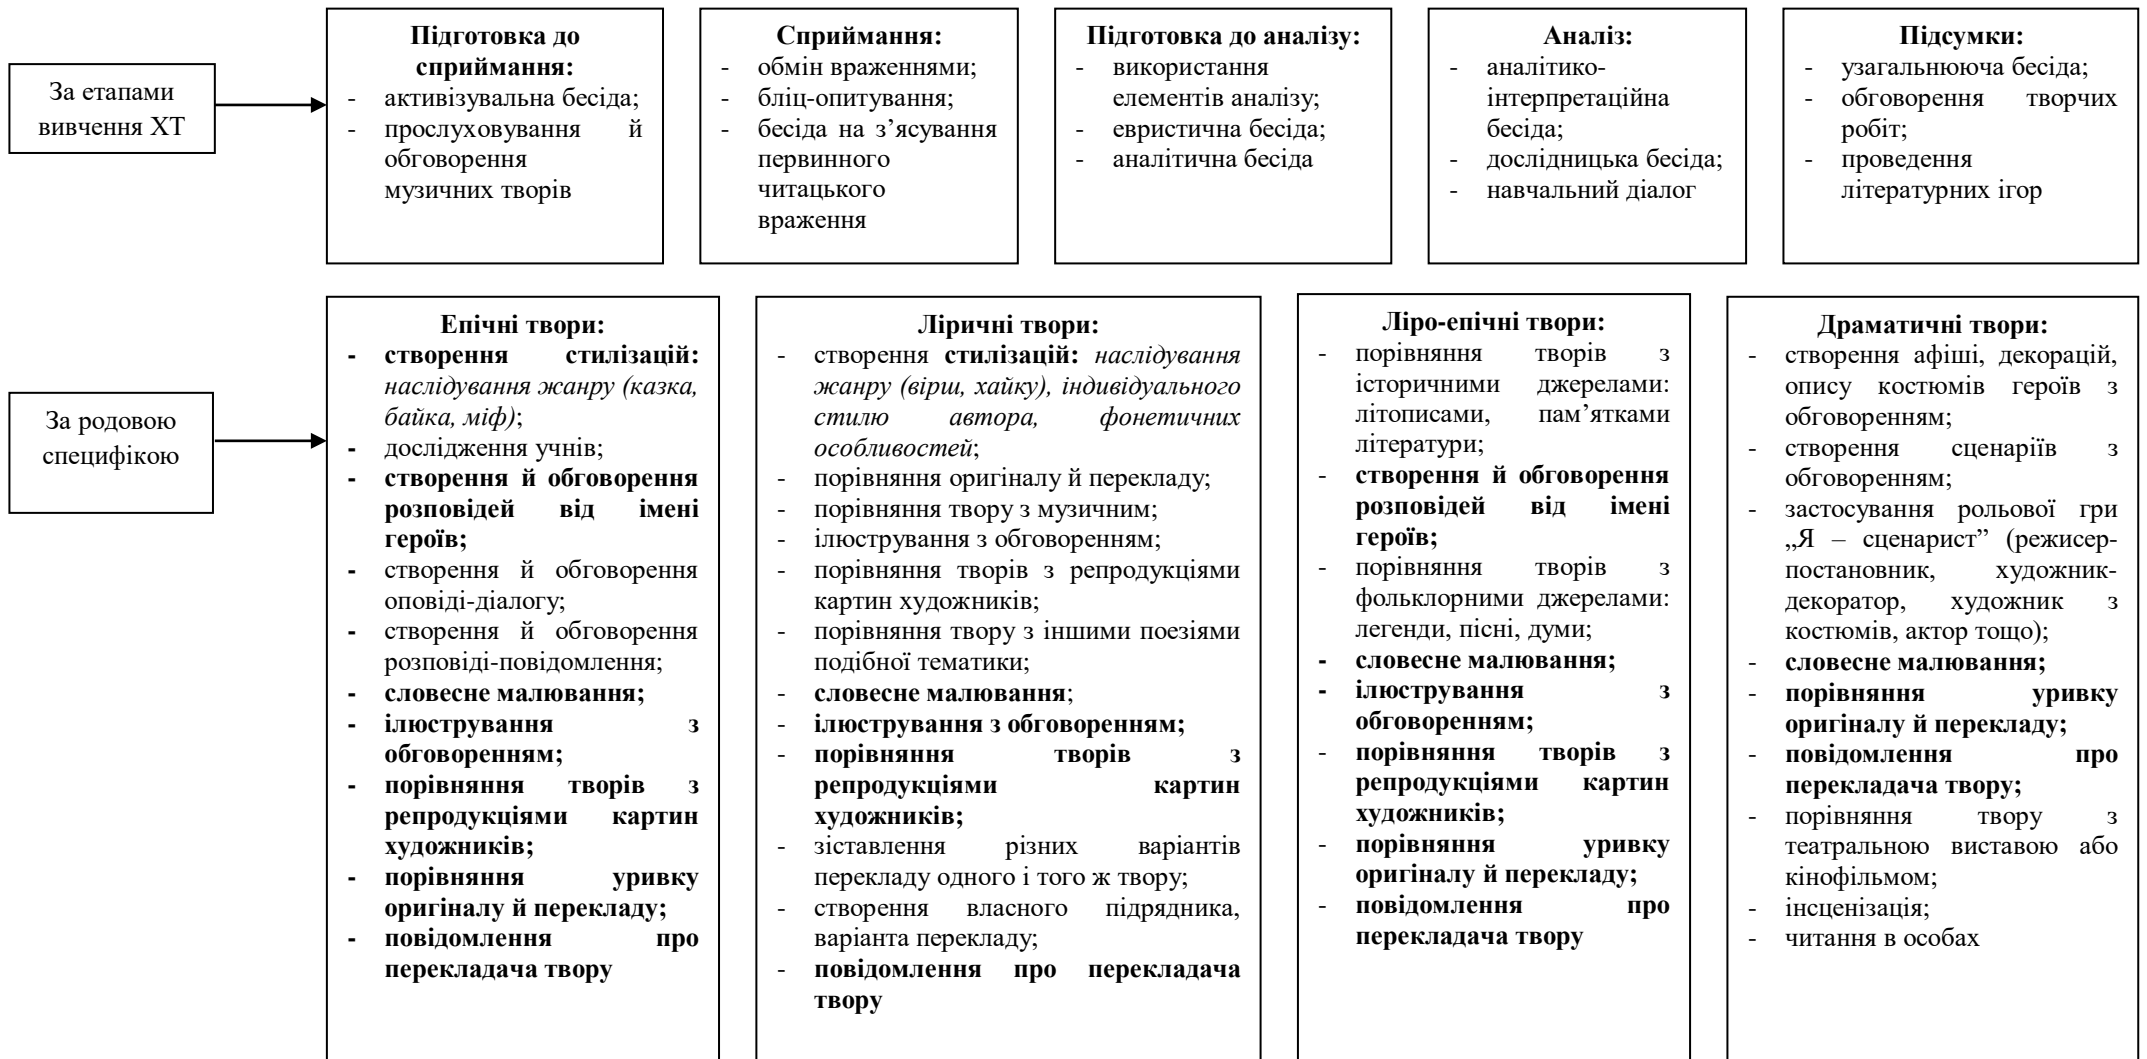 За етапами
вивчення ХТ
Підготовка до
сприймання:
- активізувальна бесіда;
- прослуховування й
обговорення
музичних творів
Сприймання:
- обмін враженнями;
- бліц-опитування;
- бесіда на з’ясування
первинного
читацького
враження
Підготовка до аналізу:
- використання
елементів аналізу;
- евристична бесіда;
- аналітична бесіда
Аналіз:
- аналітико-
інтерпретаційна
бесіда;
- дослідницька бесіда;
- навчальний діалог
Підсумки:
- узагальнююча бесіда;
- обговорення творчих
робіт;
- проведення
літературних ігор
За родовою
специфікою
Епічні твори:
- створення стилізацій:
наслідування жанру (казка,
байка, міф);
- дослідження учнів;
- створення й обговорення
розповідей від імені
героїв;
- створення й обговорення
оповіді-діалогу;
- створення й обговорення
розповіді-повідомлення;
- словесне малювання;
- ілюстрування з
обговоренням;
- порівняння творів з
репродукціями картин
художників;
- порівняння уривку
оригіналу й перекладу;
- повідомлення про
перекладача твору
Ліричні твори:
- створення стилізацій: наслідування
жанру (вірш, хайку), індивідуального
стилю автора, фонетичних
особливостей;
- порівняння оригіналу й перекладу;
- порівняння твору з музичним;
- ілюстрування з обговоренням;
- порівняння творів з репродукціями
картин художників;
- порівняння твору з іншими поезіями
подібної тематики;
- словесне малювання;
- ілюстрування з обговоренням;
- порівняння творів з
репродукціями картин
художників;
- зіставлення різних варіантів
перекладу одного і того ж твору;
- створення власного підрядника,
варіанта перекладу;
- повідомлення про перекладача
твору
Ліро-епічні твори:
- порівняння творів з
історичними джерелами:
літописами, пам’ятками
літератури;
- створення й обговорення
розповідей від імені
героїв;
- порівняння творів з
фольклорними джерелами:
легенди, пісні, думи;
- словесне малювання;
- ілюстрування з
обговоренням;
- порівняння творів з
репродукціями картин
художників;
- порівняння уривку
оригіналу й перекладу;
- повідомлення про
перекладача твору
Драматичні твори:
- створення афіші, декорацій,
опису костюмів героїв з
обговоренням;
- створення сценаріїв з
обговоренням;
- застосування рольової гри
„Я – сценарист” (режисер-
постановник, художник-
декоратор, художник з
костюмів, актор тощо);
- словесне малювання;
- порівняння уривку
оригіналу й перекладу;
- повідомлення про
перекладача твору;
- порівняння твору з
театральною виставою або
кінофільмом;
- інсценізація;
- читання в особах